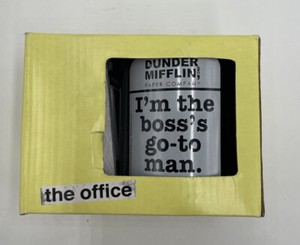 DUNDER
MIFFLIN
PAPER COMPANY
I'm the
boss's
go-to
man.
the office